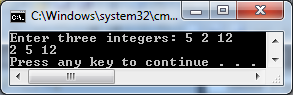 C:\Windows\system32\cm...
Enter three integers: 5 2 12
2 5 12
Press any key to continue . . .